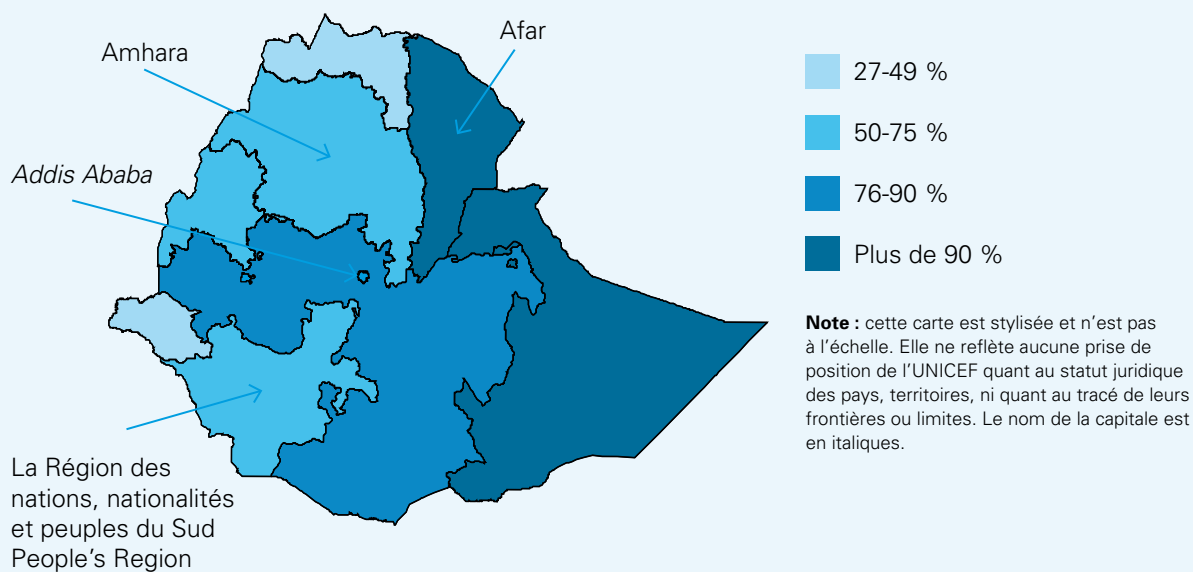 Amhara
Afar
Addis Ababa
La Région des
nations, nationalités
et peuples du Sud
People's Region
27-49 %
50-75 %
76-90 %
Plus de 90 %
Note : cette carte est stylisée et n’est pas
à l’échelle. Elle ne reflète aucune prise de
position de l’UNICEF quant au statut juridique
des pays, territoires, ni quant au tracé de leurs
frontières ou limites. Le nom de la capitale est
en italiques.